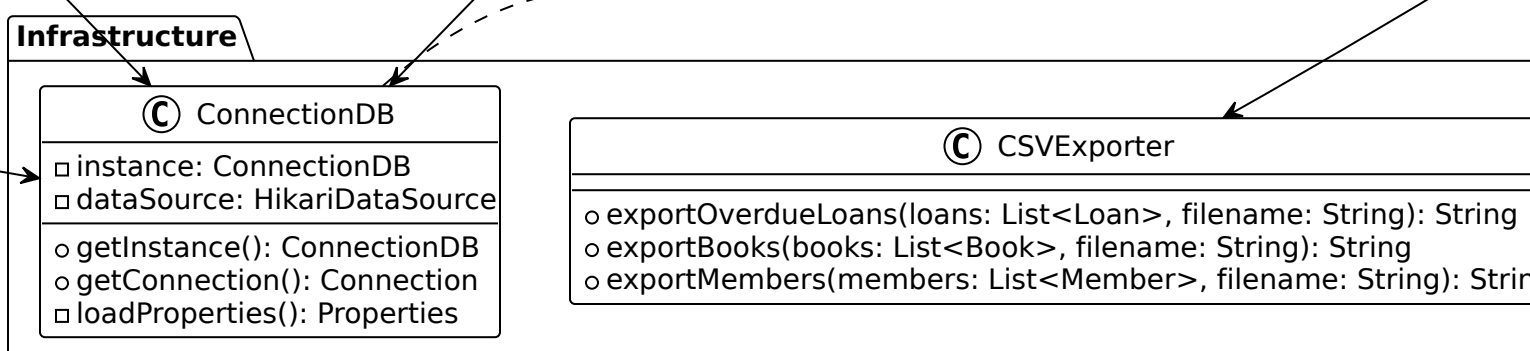 Infrastructure
C ConnectionDB
instance: ConnectionDB
dataSource: HikariDataSource
getInstance(): ConnectionDB
getConnection(): Connection
loadProperties(): Properties
C CSVExporter
exportOverdueLoans(loans: List<Loan>, filename: String): String
exportBooks(books: List<Book>, filename: String): String
exportMembers(members: List<Member>, filename: String):